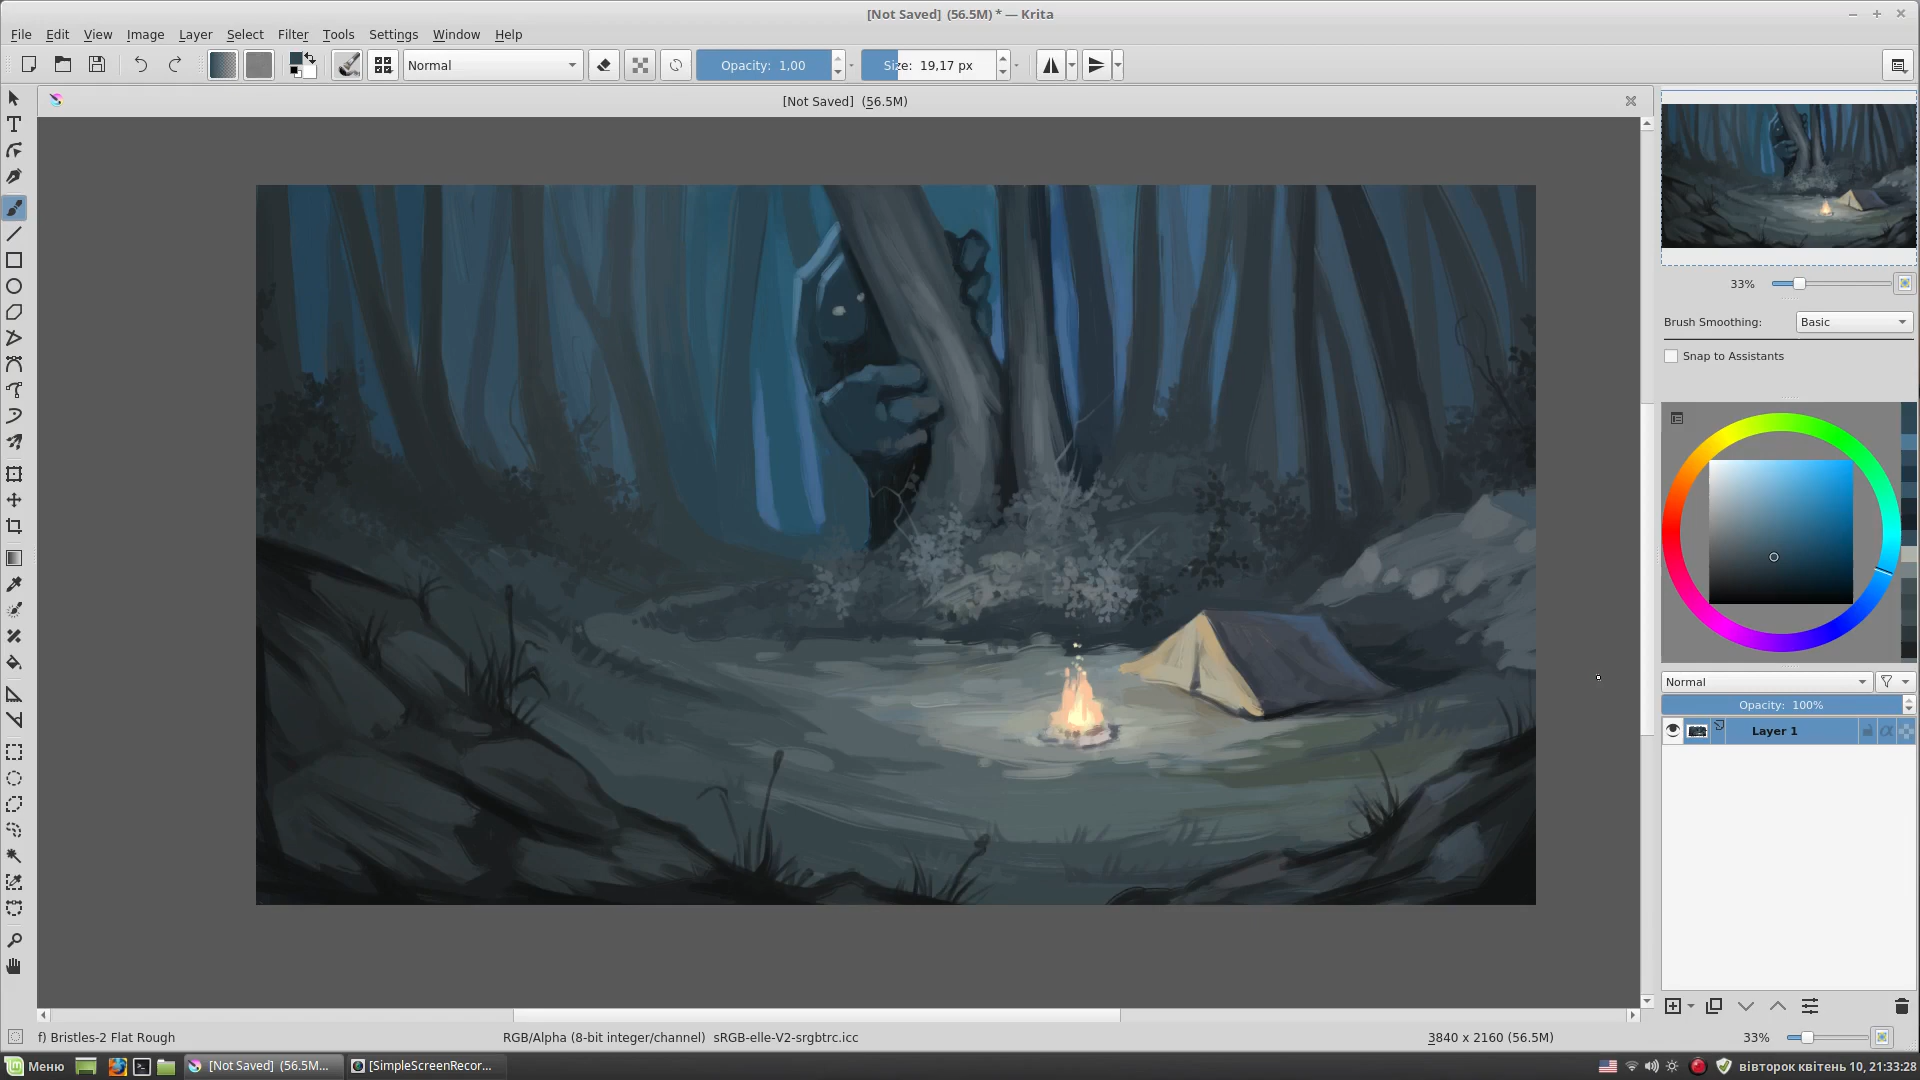 [Not Saved] (56.5M) * — Krita
File Edit View Image Layer Select Filter Tools Settings Window Help
Normal Opacity: 1,00 Size: 19,17 px
[Not Saved] (56.5M)
33%
Brush Smoothing: Basic
Snap to Assistants
Normal
Opacity: 100%
Layer 1
f) Bristles-2 Flat Rough RGB/Alpha (8-bit integer/channel) sRGB-elle-V2-srgbtrc.icc 3840 x 2160 (56.5M) 33%
Меню [Not Saved] (56.5M... [SimpleScreenRecor... вівторок квітень 10, 21:33:28